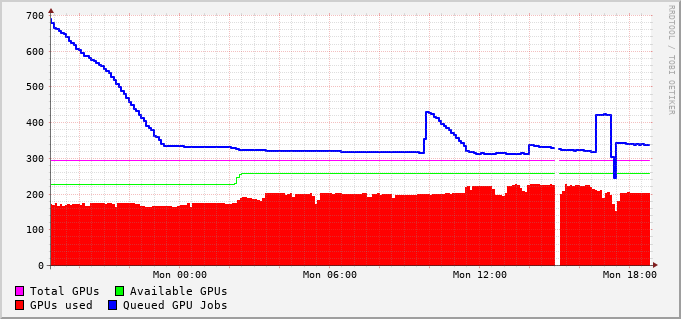 700
600
500
400
300
200
100
0
Mon 00:00 Mon 06:00 Mon 12:00 Mon 18:00
Total GPUs Available GPUs
GPUs used Queued GPU Jobs
RRDTOOL / TOBI OETIKER